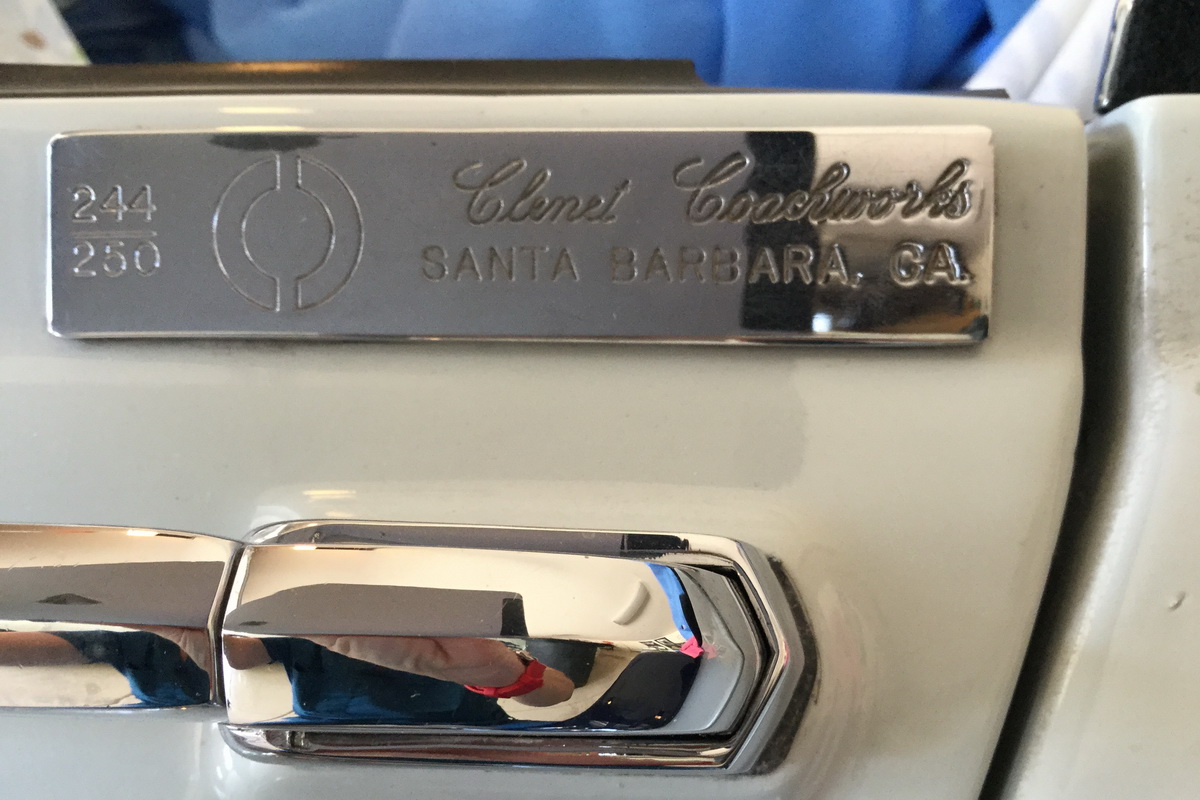 244
250
Clenet Coachworks
SANTA BARBARA, CA.